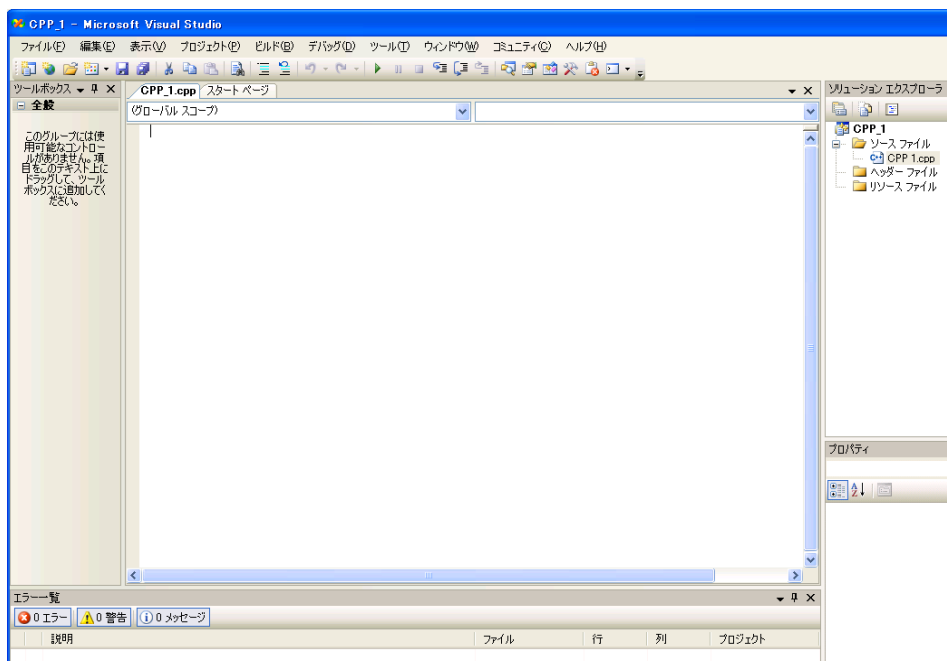 CPP_1 - Microsoft Visual Studio
ファイル(F) 編集(E) 表示(V) プロジェクト(P) ビルド(B) デバッグ(D) ツール(T) ウィンドウ(W) コミュニティ(C) ヘルプ(H)
ツールボックス
全般
このグループには使
用可能なコントロー
ルがありません。項
目をこのテキスト上に
ドラッグして、ツール
ボックスに追加してく
ださい。
CPP_1.cpp スタート ページ
(グローバル スコープ)
ソリューション エクスプローラ
CPP_1
ソース ファイル
CPP 1.cpp
ヘッダー ファイル
リソース ファイル
プロパティ
エラー一覧
0 エラー 0 警告 0 メッセージ
説明 ファイル 行 列 プロジェクト